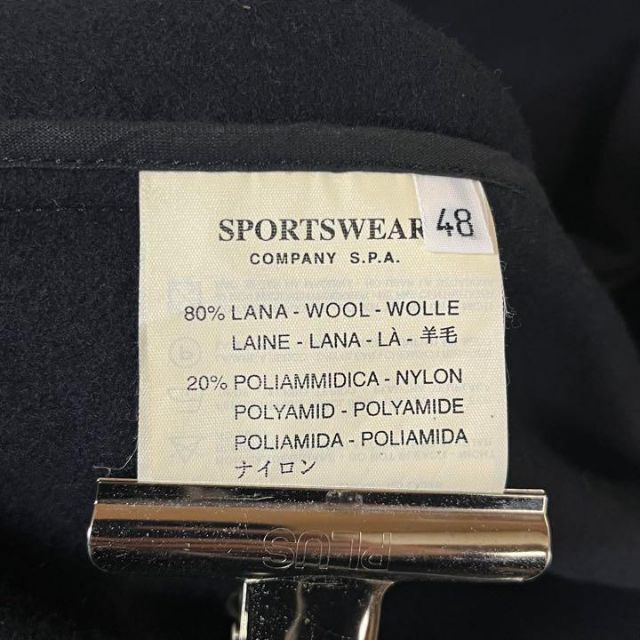 SPORTSWEAR
48
COMPANY S.P.A.
80% LANA - WOOL - WOLLE
LAINE - LANA - LÀ - 羊毛
20% POLIAMMIDICA - NYLON
POLYAMID - POLYAMIDE
POLIAMIDA - POLIAMIDA
ナイロン
PLUS